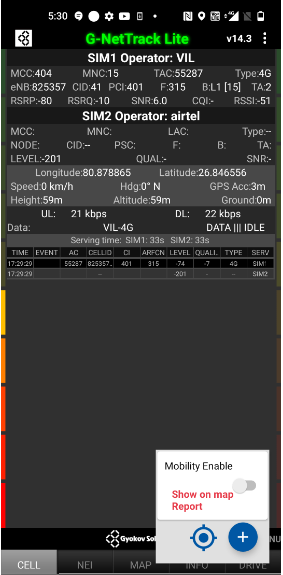 5:30
G-NetTrack Lite v14.3
SIM1 Operator: VIL
MCC:404 MNC:15 TAC:55287 Type:4G
eNB:825357 CID:41 PCI:401 F:315 B:L1 [15] TA:2
RSRP:-80 RSRQ:-10 SNR:6.0 CQI:- RSSI:-51
SIM2 Operator: airtel
MCC: MNC: LAC: Type:--
NODE: CID:-- PSC: F: B: TA:
LEVEL:-201 QUAL:- SNR:-
Longitude:80.878865 Latitude:26.846556
Speed:0 km/h Hdg:0° N GPS Acc:3m
Height:59m Altitude:59m Ground:0m
UL: 21 kbps DL: 22 kbps
Data: VIL-4G DATA ||| IDLE
Serving time: SIM1: 33s SIM2: 33s
TIME EVENT AC CELLID CI ARFCN LEVEL QUAL. TYPE SERV
17:29:29 55287 825357.. 401 315 -74 -7 4G SIM1
17:29:29 -- -201 - SIM2
Mobility Enable
Show on map
Report
Gyokov Sol
NU
CELL NEI MAP INFO DRIVE